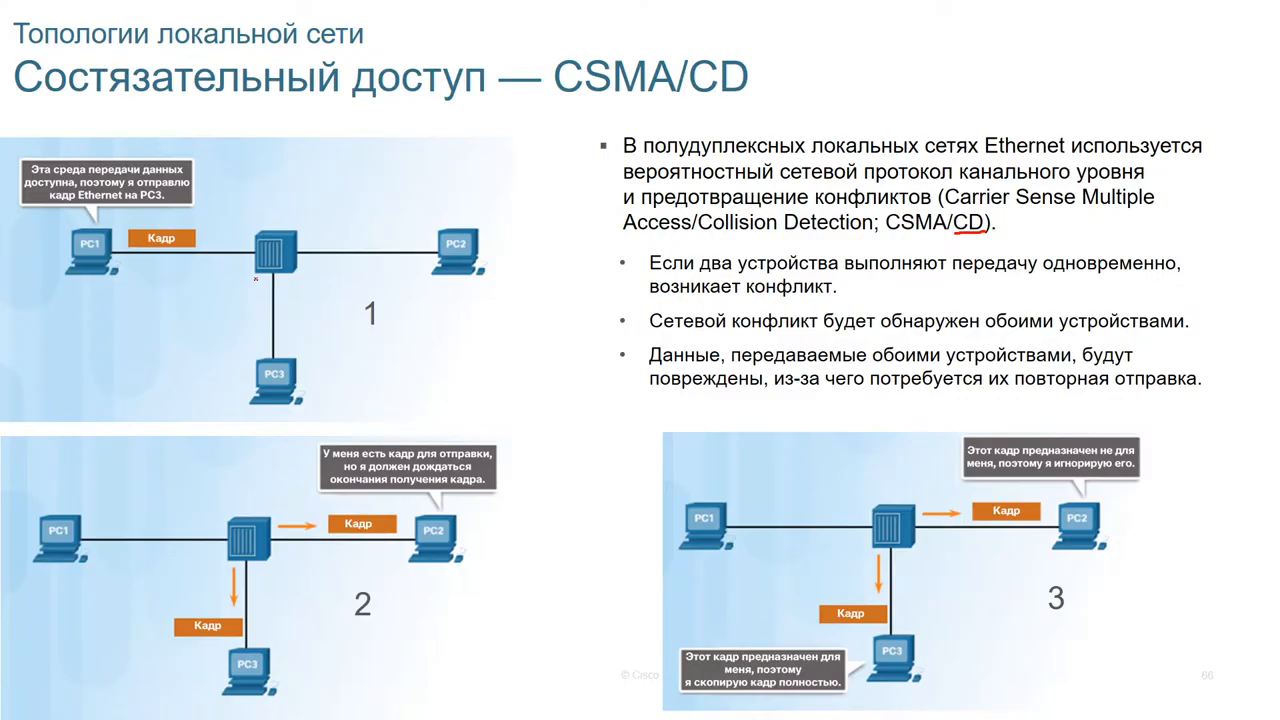 Топологии локальной сети
Состязательный доступ — CSMA/CD
Эта среда передачи данных
доступна, поэтому я отправлю
кадр Ethernet на PC3.
PC1
Кадр
PC2
1
PC3
▪ В полудуплексных локальных сетях Ethernet используется
вероятностный сетевой протокол канального уровня
и предотвращение конфликтов (Carrier Sense Multiple
Access/Collision Detection; CSMA/CD).
• Если два устройства выполняют передачу одновременно,
возникает конфликт.
• Сетевой конфликт будет обнаружен обоими устройствами.
• Данные, передаваемые обоими устройствами, будут
повреждены, из-за чего потребуется их повторная отправка.
У меня есть кадр для отправки,
но я должен дождаться
окончания получения кадра.
PC1
Кадр
PC2
2
Кадр
PC3
Этот кадр предназначен не для
меня, поэтому я игнорирую его.
PC1
Кадр
PC2
3
Кадр
PC3
Этот кадр предназначен для
меня, поэтому
я скопирую кадр полностью.
© Cisco
66